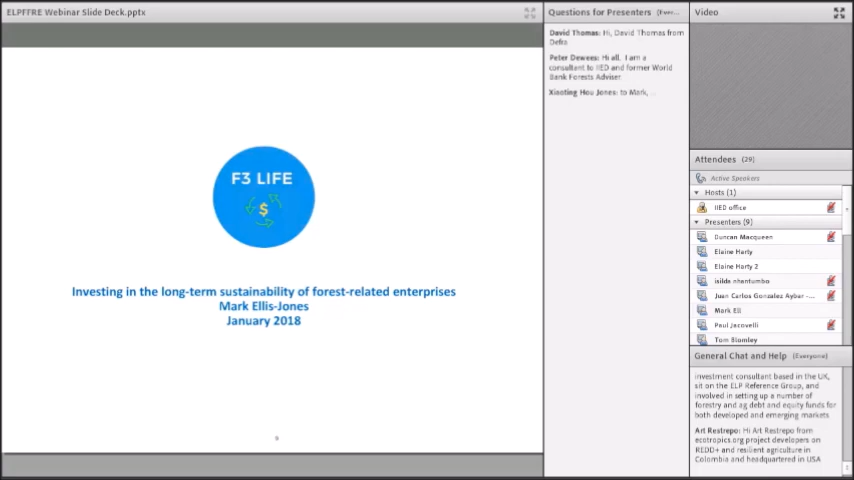 ELPFFRE Webinar Slide Deck.pptx
F3 LIFE
$
Investing in the long-term sustainability of forest-related enterprises
Mark Ellis-Jones
January 2018
9
Questions for Presenters (Ever...
David Thomas: Hi, David Thomas from
Defra
Peter Dewees: Hi all. I am a
consultant to IIED and former World
Bank Forests Adviser
Xiaoting Hou Jones: to Mark, ...
Video
Attendees (29)
Active Speakers
Hosts (1)
IIED office
Presenters (9)
Duncan Macqueen
Elaine Harty
Elaine Harty 2
isilda nhantumbo
Juan Carlos Gonzalez Aybar -...
Mark Ell
Paul Jacovelli
Tom Blomley
General Chat and Help (Everyone)
investment consultant based in the UK,
sit on the ELP Reference Group, and
involved in setting up a number of
forestry and ag debt and equity funds for
both developed and emerging markets
Art Restrepo: Hi Art Restrepo from
ecotropics.org project developers on
REDD+ and resilient agriculture in
Colombia and headquartered in USA